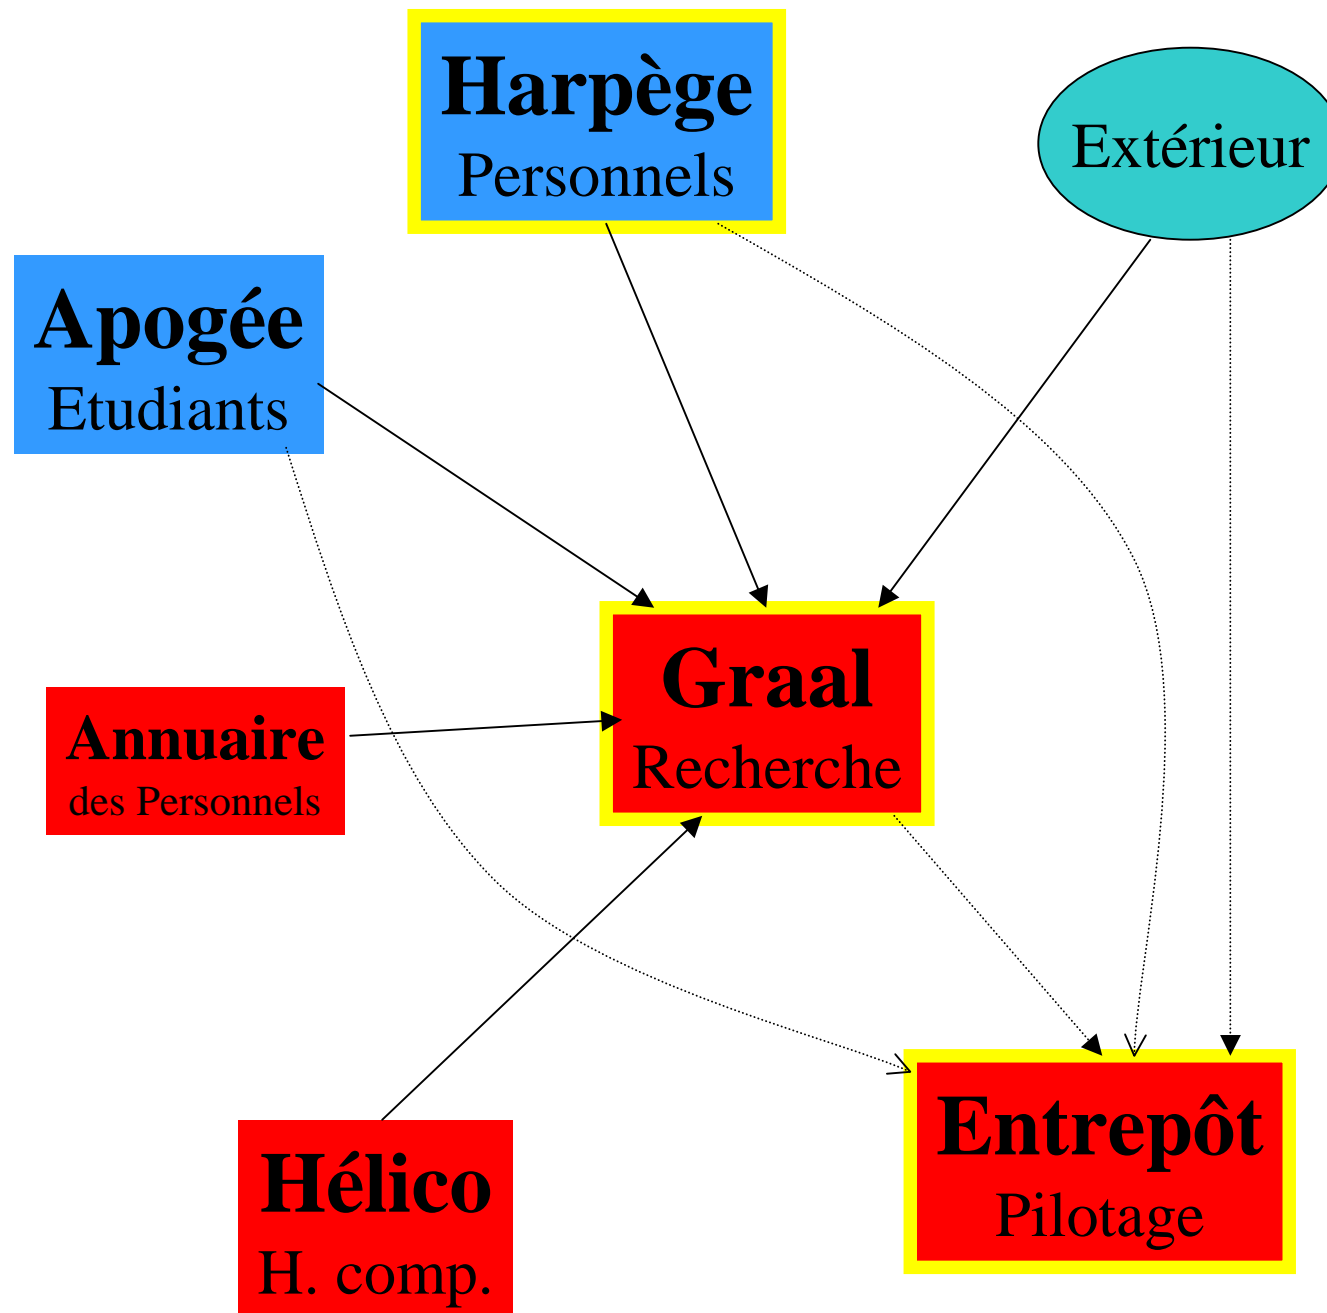 Harpège
Personnels
Extérieur
Apogée
Etudiants
Graal
Recherche
Annuaire
des Personnels
Entrepôt
Pilotage
Hélico
H. comp.